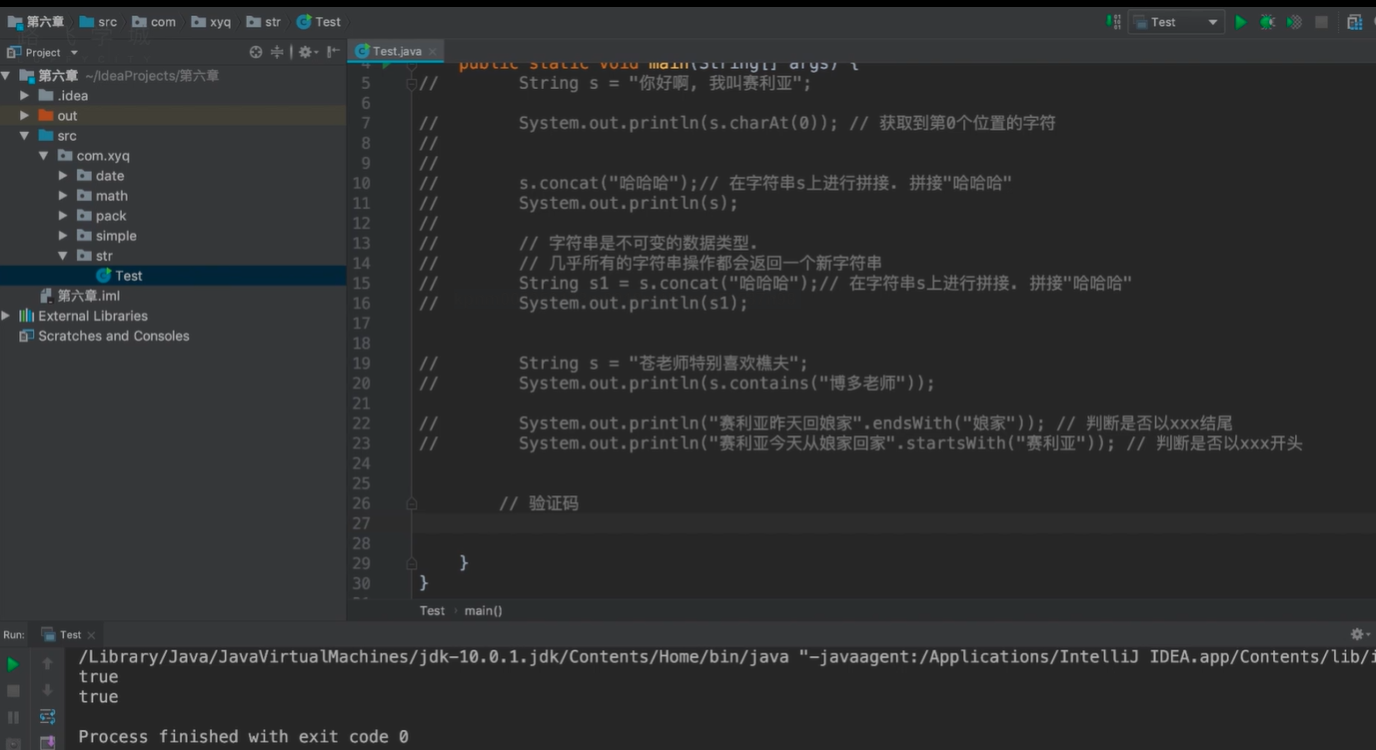 第六章 src com xyq str Test Test
Project
Test.java
第六章 ~/IdeaProjects/第六章
.idea
out
src
com.xyq
date
math
pack
simple
str
Test
第六章.iml
External Libraries
Scratches and Consoles
4 public static void main(String[] args) {
5 // String s = "你好啊, 我叫赛利亚";
6
7 // System.out.println(s.charAt(0)); // 获取到第0个位置的字符
8 //
9 //
10 // s.concat("哈哈哈");// 在字符串s上进行拼接. 拼接"哈哈哈"
11 // System.out.println(s);
12 //
13 // // 字符串是不可变的数据类型.
14 // // 几乎所有的字符串操作都会返回一个新字符串
15 // String s1 = s.concat("哈哈哈");// 在字符串s上进行拼接. 拼接"哈哈哈"
16 // System.out.println(s1);
17
18
19 // String s = "苍老师特别喜欢樵夫";
20 // System.out.println(s.contains("博多老师"));
21
22 // System.out.println("赛利亚昨天回娘家".endsWith("娘家")); // 判断是否以xxx结尾
23 // System.out.println("赛利亚今天从娘家回家".startsWith("赛利亚")); // 判断是否以xxx开头
24
25
26 // 验证码
27
28
29 }
30 }
Test › main()
Run: Test
/Library/Java/JavaVirtualMachines/jdk-10.0.1.jdk/Contents/Home/bin/java "-javaagent:/Applications/IntelliJ IDEA.app/Contents/lib/i
true
true
Process finished with exit code 0